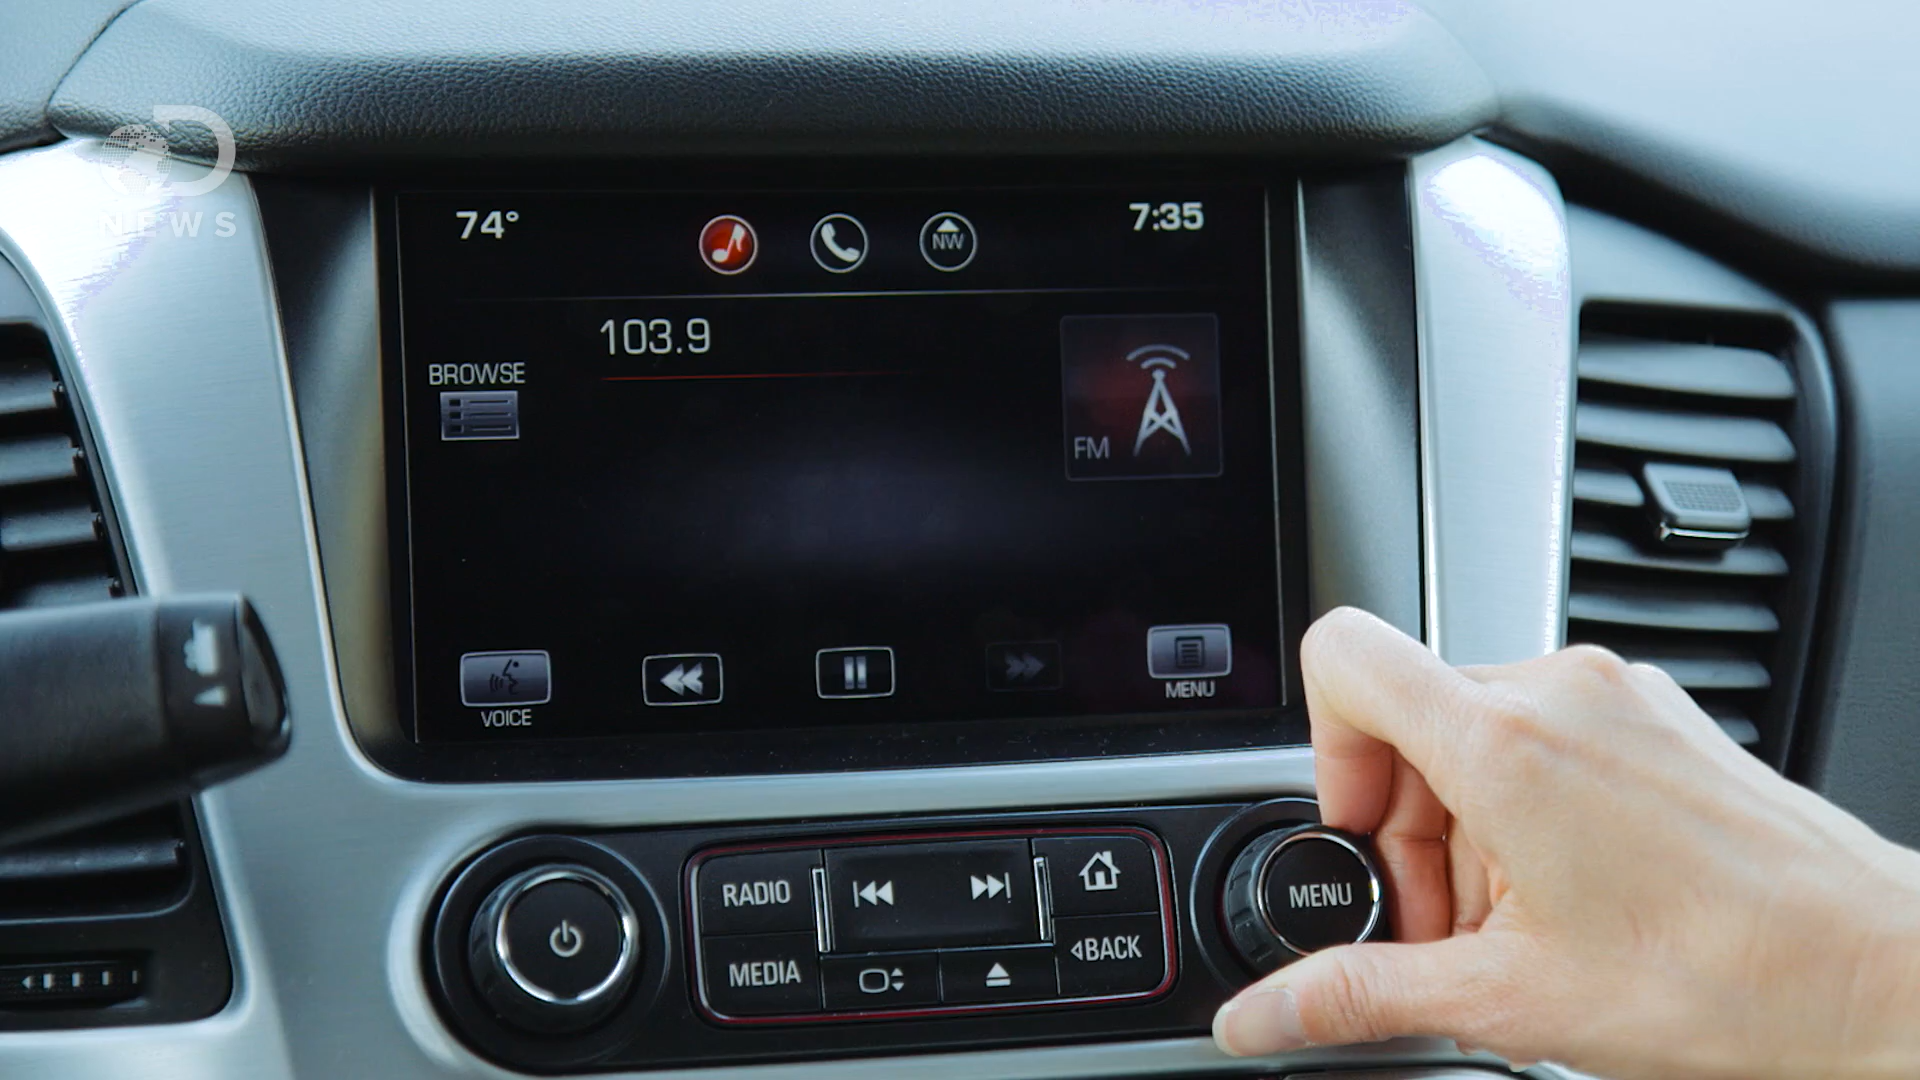 NEWS
74°
NW
7:35
103.9
BROWSE
FM
VOICE
MENU
RADIO
MEDIA
BACK
MENU